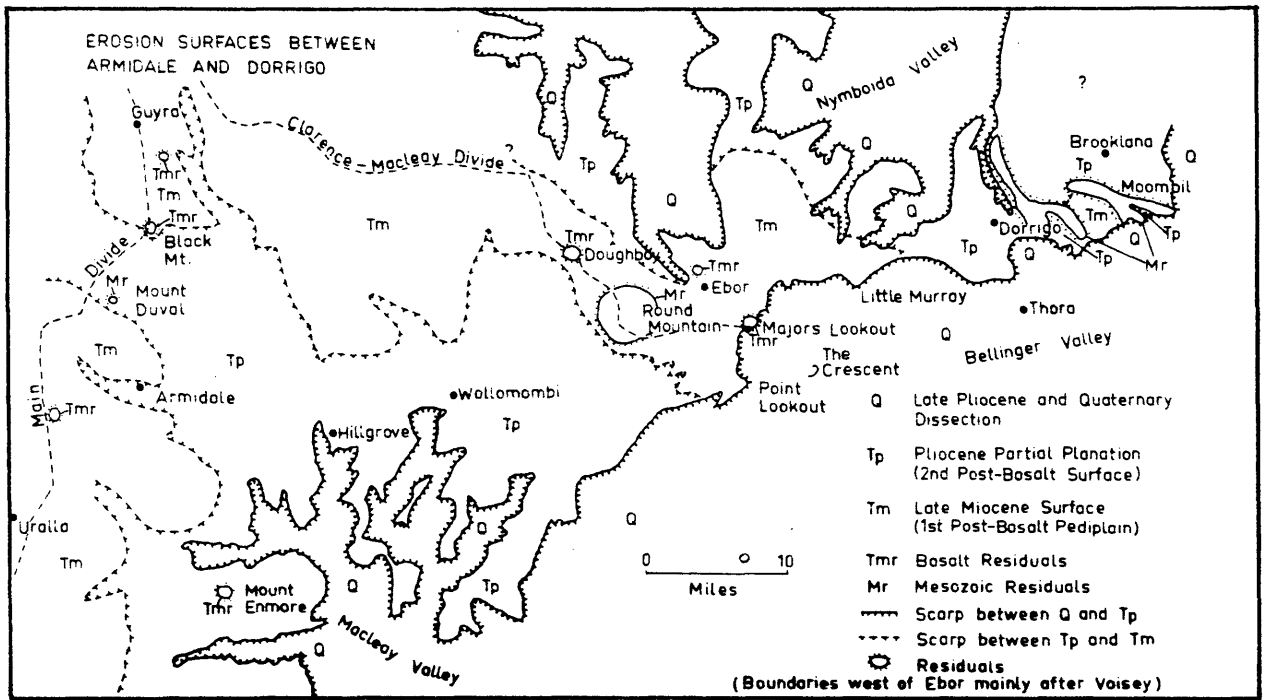 EROSION SURFACES BETWEEN
ARMIDALE AND DORRIGO
Guyra
Tmr
Tm
Tmr
Black
Mt.
Main
Divide
Mr
Mount
Duval
Tm
Armidale
Tmr
Uralla
Tm
Clarence-Macleay Divide
?
Tm
Tp
Q
Tp
Q
Tp
Q
Nymboida Valley
Q
Q
Tm
Tp
Tmr
Doughboy
Tmr
Ebor
Mr
Round
Mountain
Majors Lookout
Tmr
The
Crescent
Point
Lookout
Little Murray
Q
Bellinger Valley
Thora
Dorrigo
Q
?
Brooklana
Tp
Q
Moombil
Tm
Tp
Q
Tp
Mr
Wollomombi
Tp
Hillgrove
Q
Q
Tp
Q
Mount
Tmr Enmore
Q
Macleay Valley
0 10
Miles
Q Late Pliocene and Quaternary
Dissection
Tp Pliocene Partial Planation
(2nd Post-Basalt Surface)
Tm Late Miocene Surface
(1st Post-Basalt Pediplain)
Tmr Basalt Residuals
Mr Mesozoic Residuals
Scarp between Q and Tp
Scarp between Tp and Tm
Residuals
(Boundaries west of Ebor mainly after Voisey)